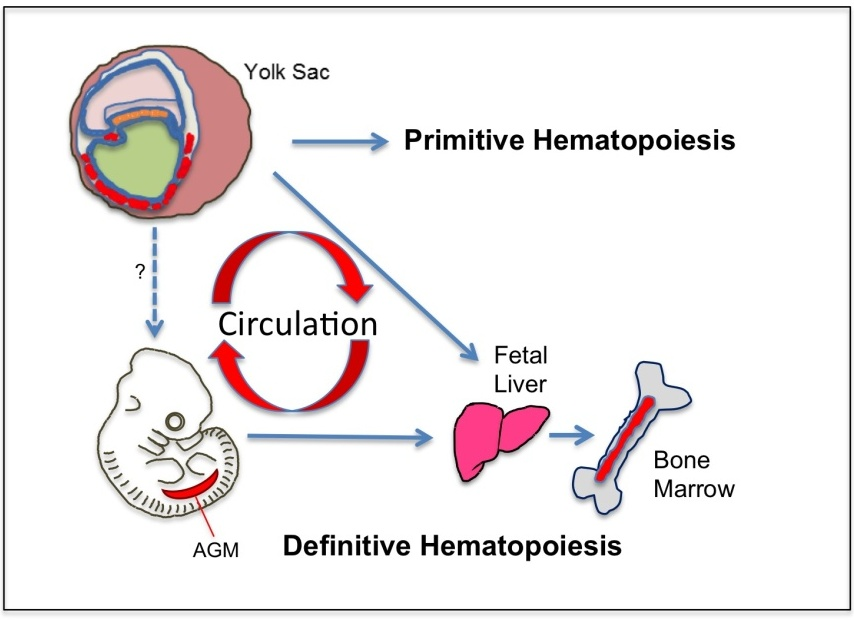 Yolk Sac
Primitive Hematopoiesis
?
Circulation
Fetal
Liver
Bone
Marrow
AGM
Definitive Hematopoiesis